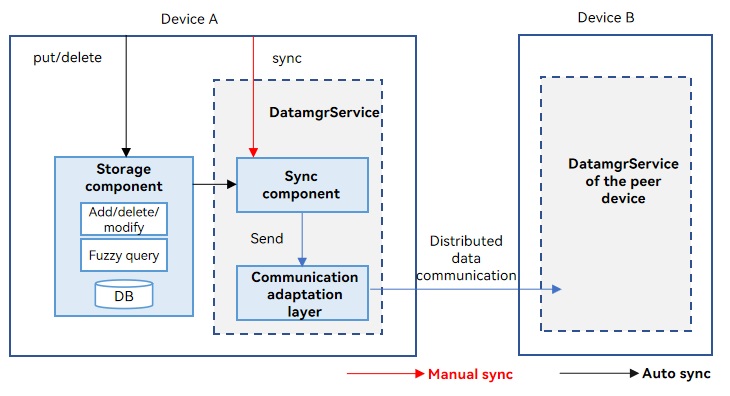 Device A
Device B
put/delete
sync
DatamgrService
Storage
component
Add/delete/
modify
Fuzzy query
DB
Sync
component
Send
Communication
adaptation
layer
Distributed
data
communication
DatamgrService
of the peer
device
Manual sync
Auto sync